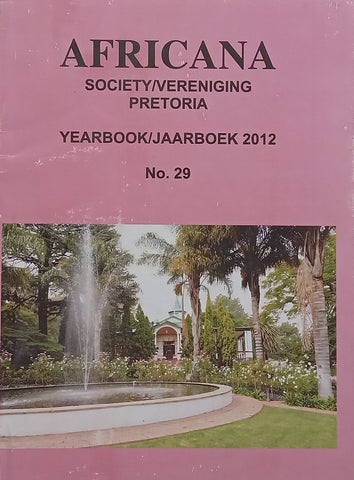 AFRICANA
SOCIETY/VERENIGING
PRETORIA
YEARBOOK/JAARBOEK 2012
No. 29